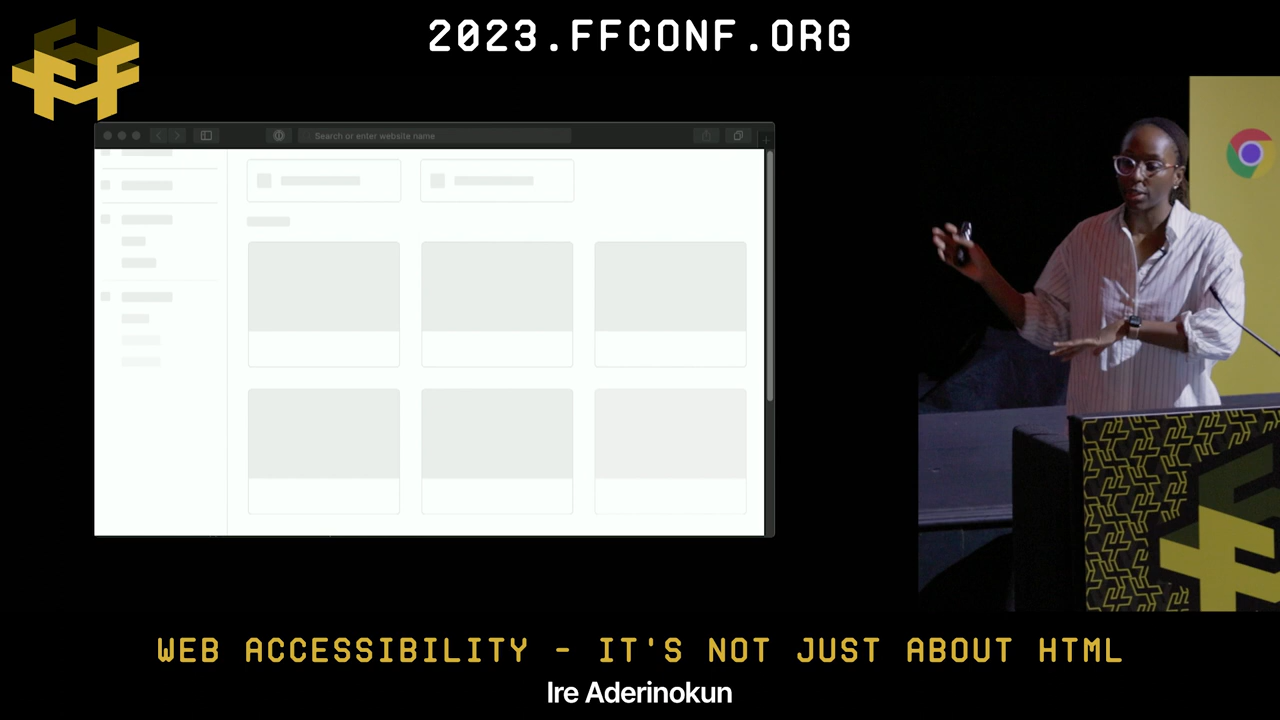 2023.FFCONF.ORG
Search or enter website name
WEB ACCESSIBILITY - IT'S NOT JUST ABOUT HTML
Ire Aderinokun